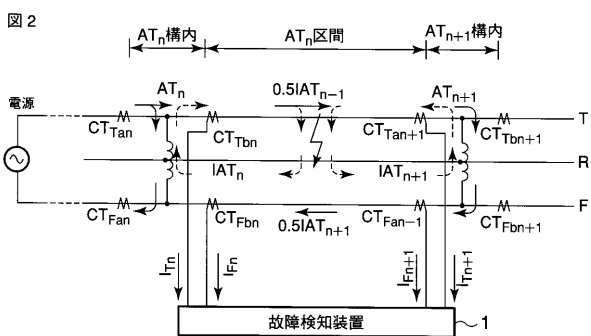 図2
ATn構内
ATn区間
ATn+1構内
電源
ATn
0.5IATn-1
ATn+1
T
CTTan
CTTbn
CTTan+1
CTTbn+1
R
IATn
IATn+1
F
CTFan
CTFbn
0.5IATn+1
CTFan-1
CTFbn+1
ITn
IFn
IFn+1
ITn+1
故障検知装置
1